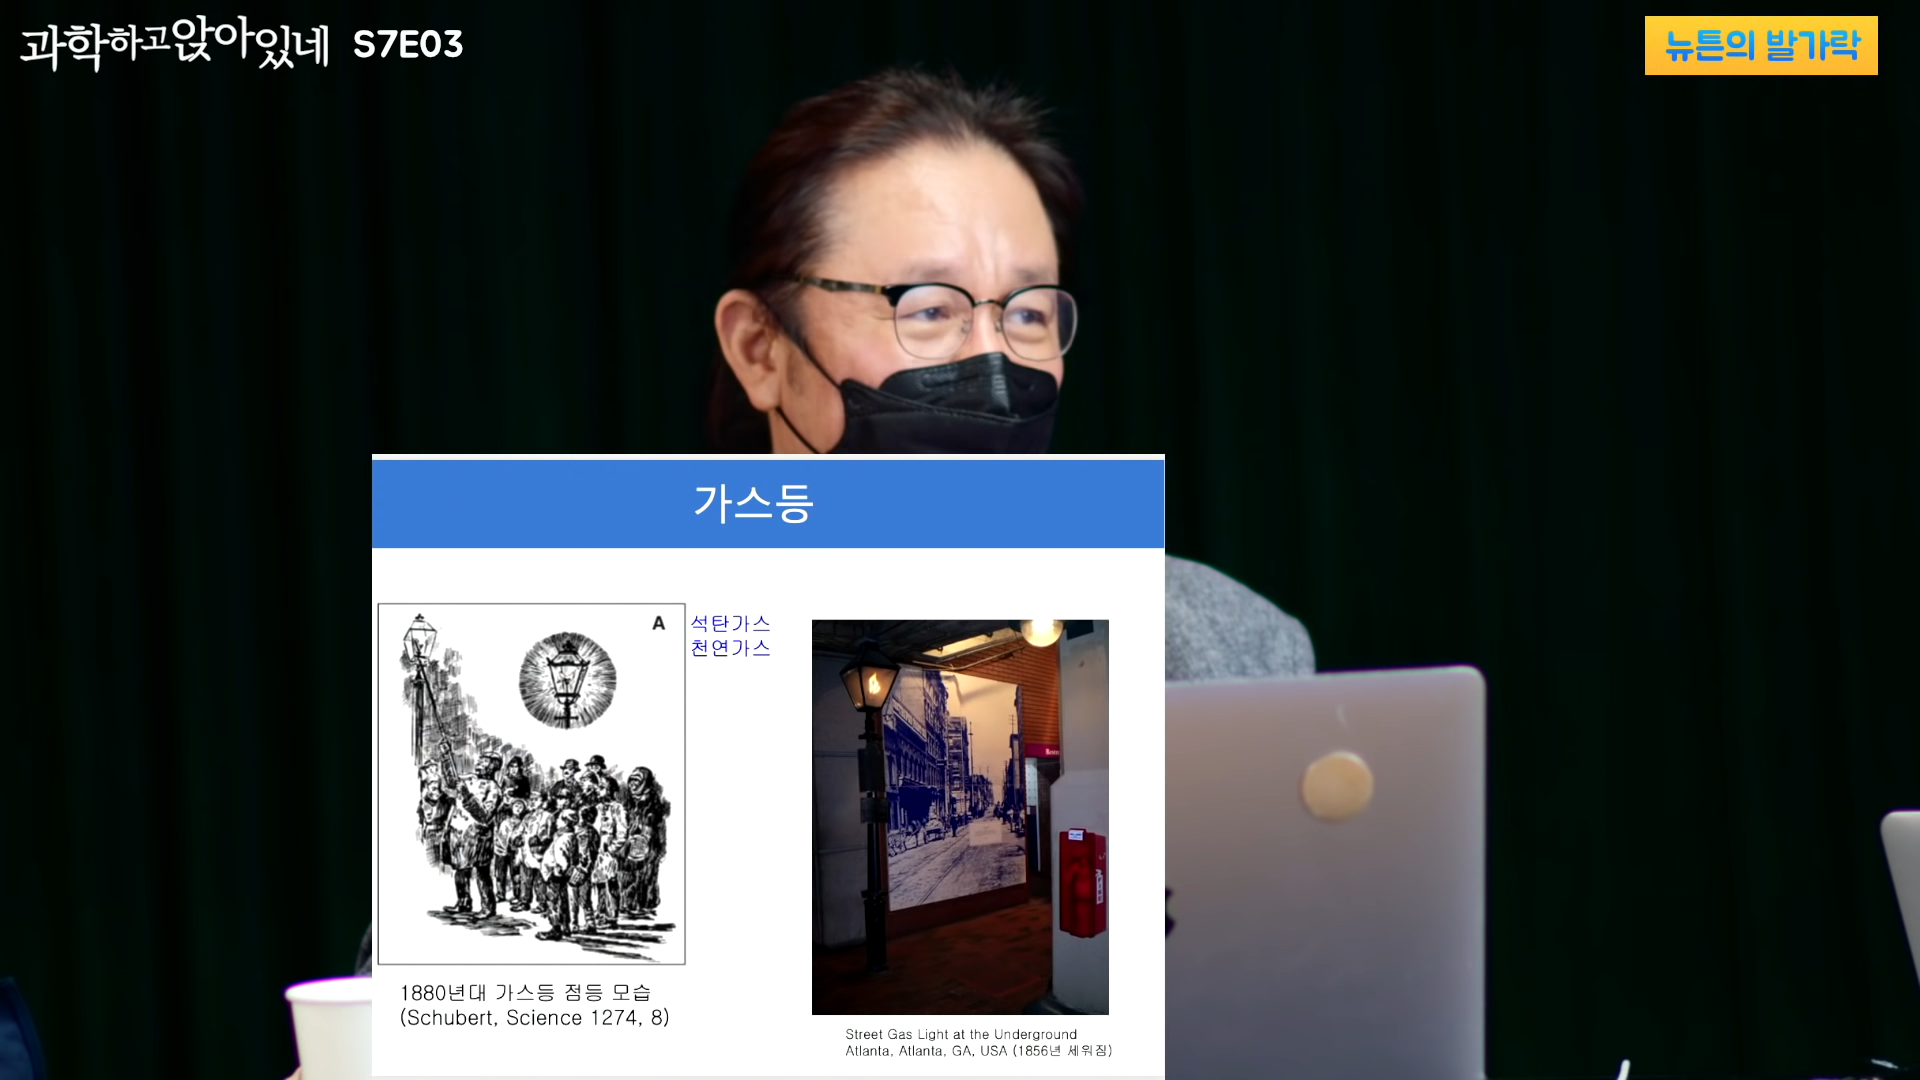 과학하고앉아있네 S7E03
뉴튼의 발가락
가스등
A
석탄가스
천연가스
1880년대 가스등 점등 모습
(Schubert, Science 1274, 8)
Street Gas Light at the Underground
Atlanta, Atlanta, GA, USA (1856년 세워짐)